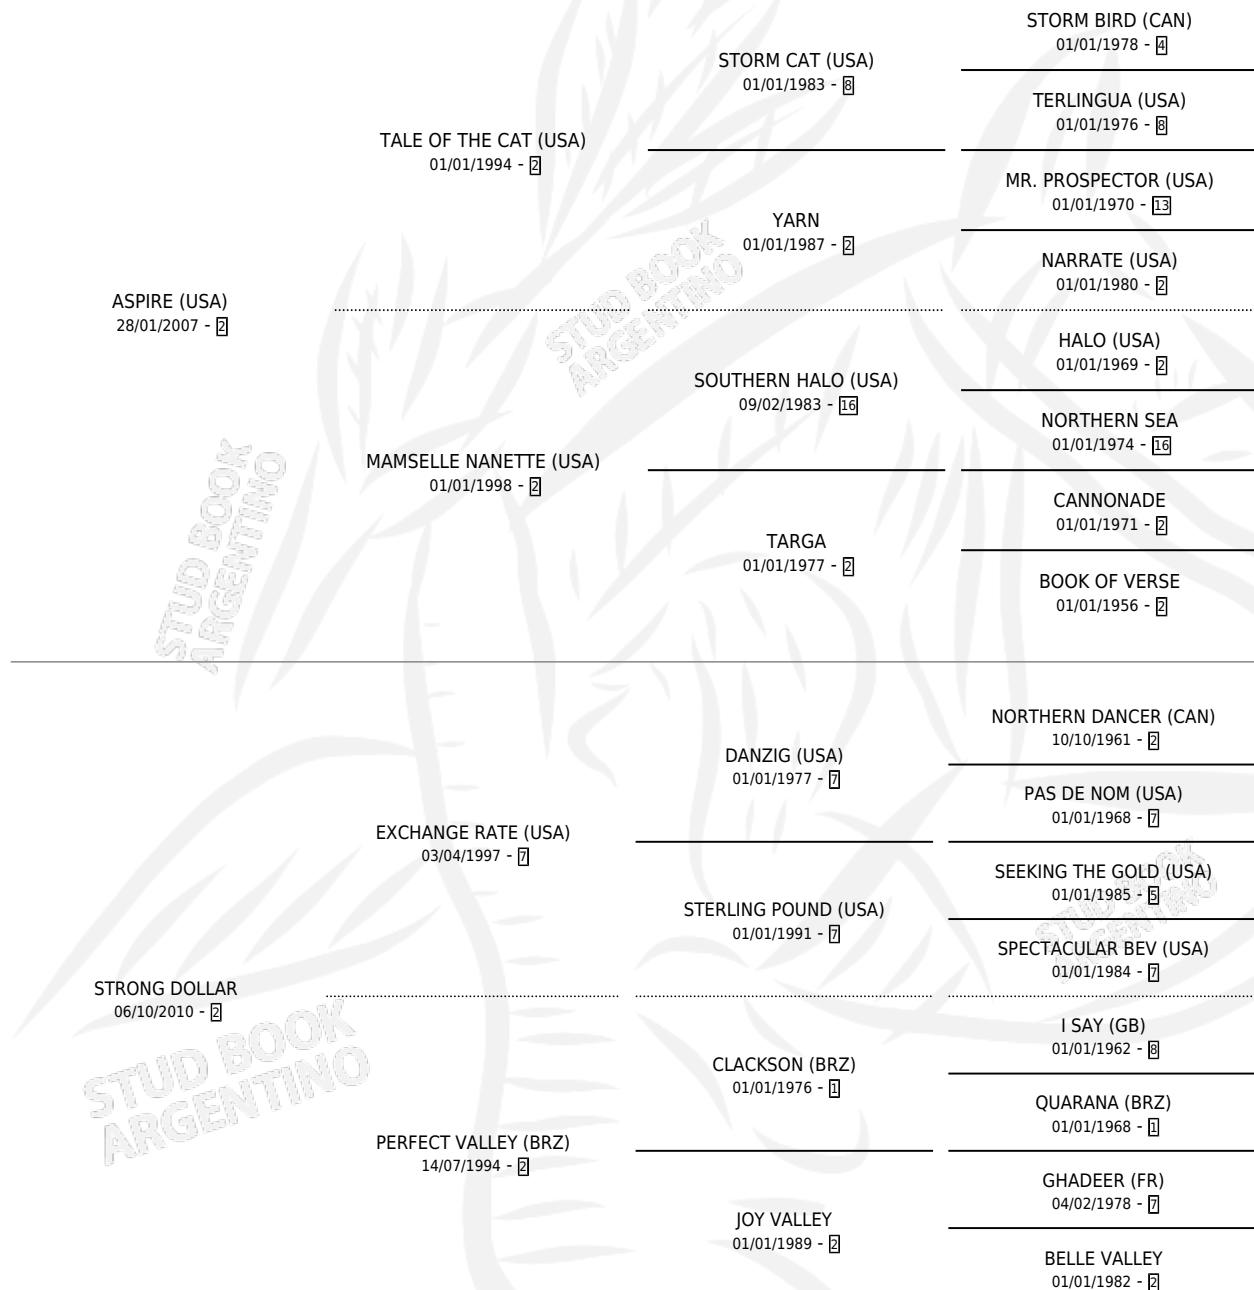 STORM BIRD (CAN)
01/01/1978 - 4
STORM CAT (USA)
01/01/1983 - 8
TERLINGUA (USA)
01/01/1976 - 8
TALE OF THE CAT (USA)
01/01/1994 - 2
MR. PROSPECTOR (USA)
01/01/1970 - 13
YARN
01/01/1987 - 2
NARRATE (USA)
01/01/1980 - 2
ASPIRE (USA)
28/01/2007 - 2
HALO (USA)
01/01/1969 - 2
SOUTHERN HALO (USA)
09/02/1983 - 16
NORTHERN SEA
01/01/1974 - 16
MAMSELLE NANETTE (USA)
01/01/1998 - 2
CANNONADE
01/01/1971 - 2
TARGA
01/01/1977 - 2
BOOK OF VERSE
01/01/1956 - 2
STUD BOOK
ARGENTINO
STUD BOOK
ARGENTINO
NORTHERN DANCER (CAN)
10/10/1961 - 2
DANZIG (USA)
01/01/1977 - 7
PAS DE NOM (USA)
01/01/1968 - 7
EXCHANGE RATE (USA)
03/04/1997 - 7
SEEKING THE GOLD (USA)
01/01/1985 - 5
STERLING POUND (USA)
01/01/1991 - 7
SPECTACULAR BEV (USA)
01/01/1984 - 7
STRONG DOLLAR
06/10/2010 - 2
I SAY (GB)
01/01/1962 - 8
CLACKSON (BRZ)
01/01/1976 - 1
QUARANA (BRZ)
01/01/1968 - 1
PERFECT VALLEY (BRZ)
14/07/1994 - 2
GHADEER (FR)
04/02/1978 - 7
JOY VALLEY
01/01/1989 - 2
BELLE VALLEY
01/01/1982 - 2
STUD BOOK
ARGENTINO
STUD BOOK
ARGENTINO